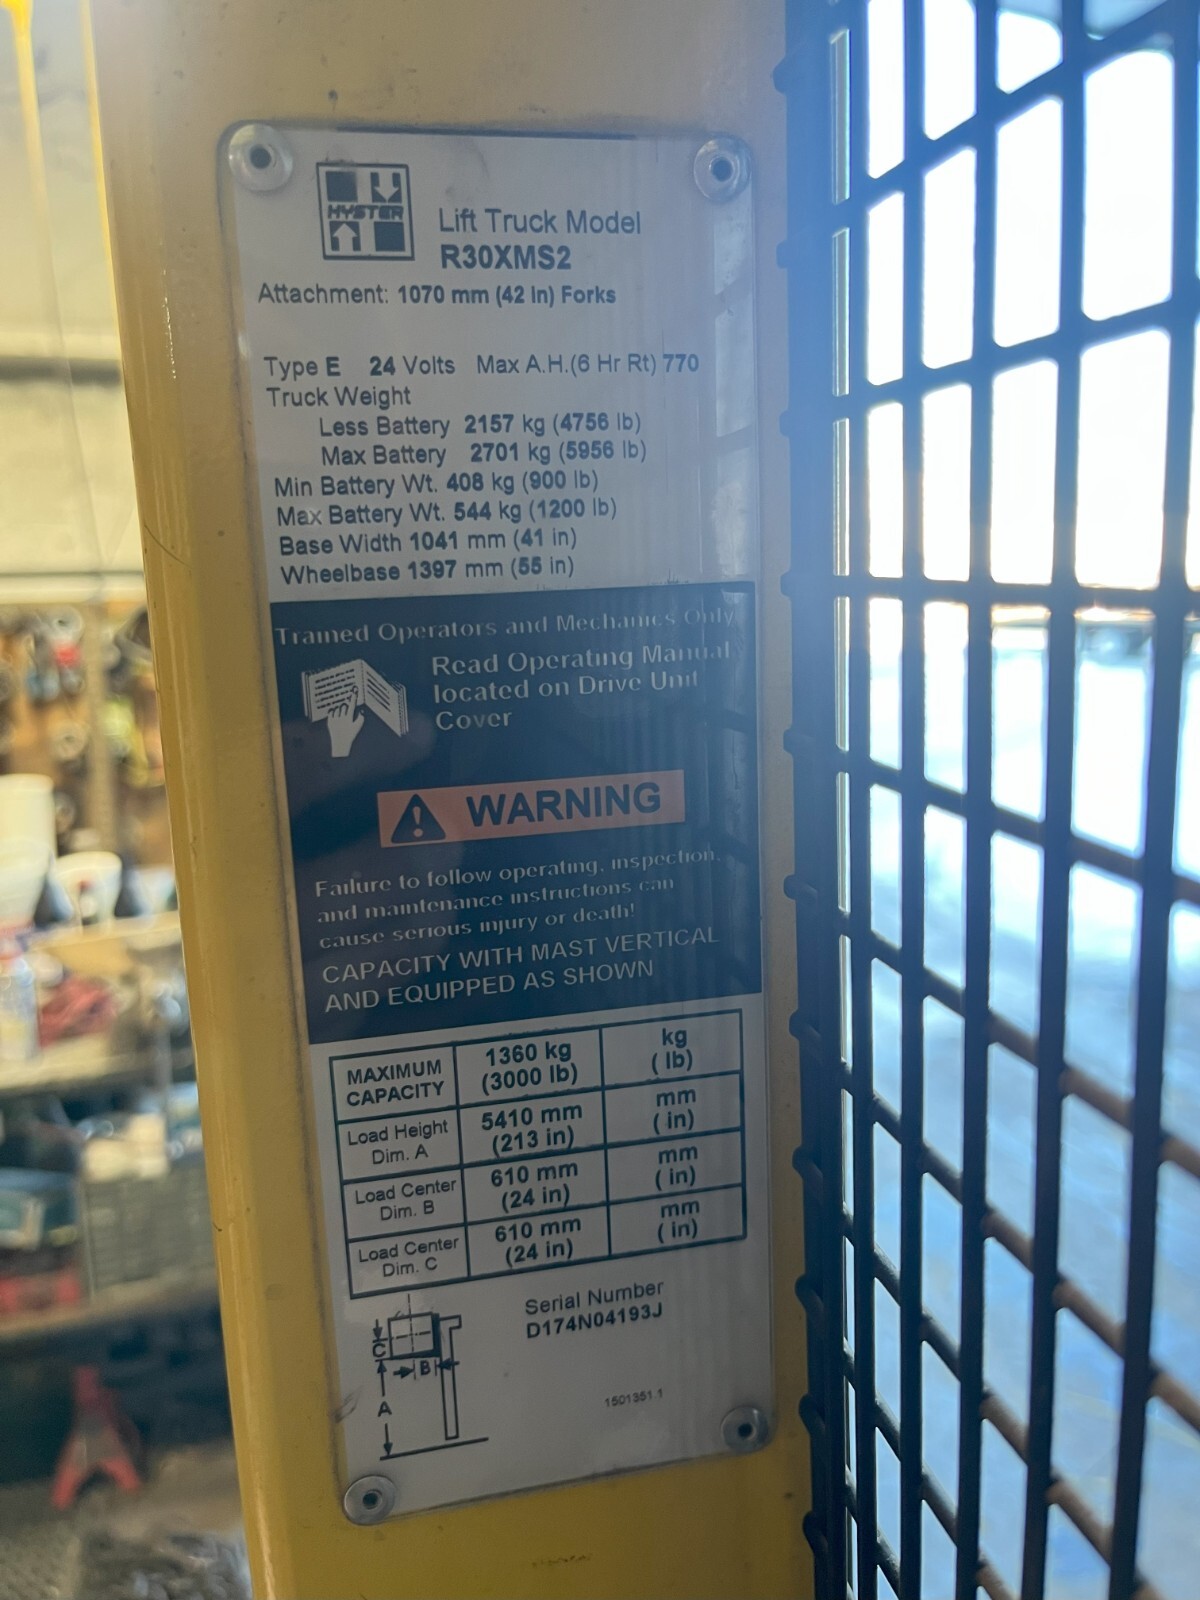 HYSTER
Lift Truck Model
R30XMS2
Attachment: 1070 mm (42 In) Forks
Type E 24 Volts Max A.H.(6 Hr Rt) 770
Truck Weight
Less Battery 2157 kg (4756 lb)
Max Battery 2701 kg (5956 lb)
Min Battery Wt. 408 kg (900 lb)
Max Battery Wt. 544 kg (1200 lb)
Base Width 1041 mm (41 in)
Wheelbase 1397 mm (55 in)
Trained Operators and Mechanics Only
Read Operating Manual
located on Drive Unit
Cover
WARNING
Failure to follow operating, inspection,
and maintenance instructions can
cause serious injury or death!
CAPACITY WITH MAST VERTICAL
AND EQUIPPED AS SHOWN
MAXIMUM CAPACITY 1360 kg (3000 lb) kg ( lb)
Load Height Dim. A 5410 mm (213 in) mm ( in)
Load Center Dim. B 610 mm (24 in) mm ( in)
Load Center Dim. C 610 mm (24 in) mm ( in)
Serial Number
D174N04193J
C
B
A
1501351 1